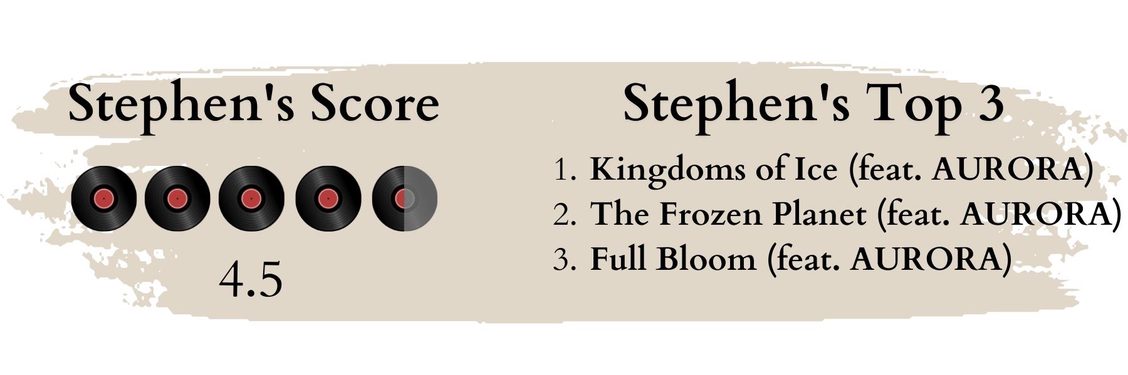 Stephen's Score
4.5
Stephen's Top 3
1. Kingdoms of Ice (feat. AURORA)
2. The Frozen Planet (feat. AURORA)
3. Full Bloom (feat. AURORA)